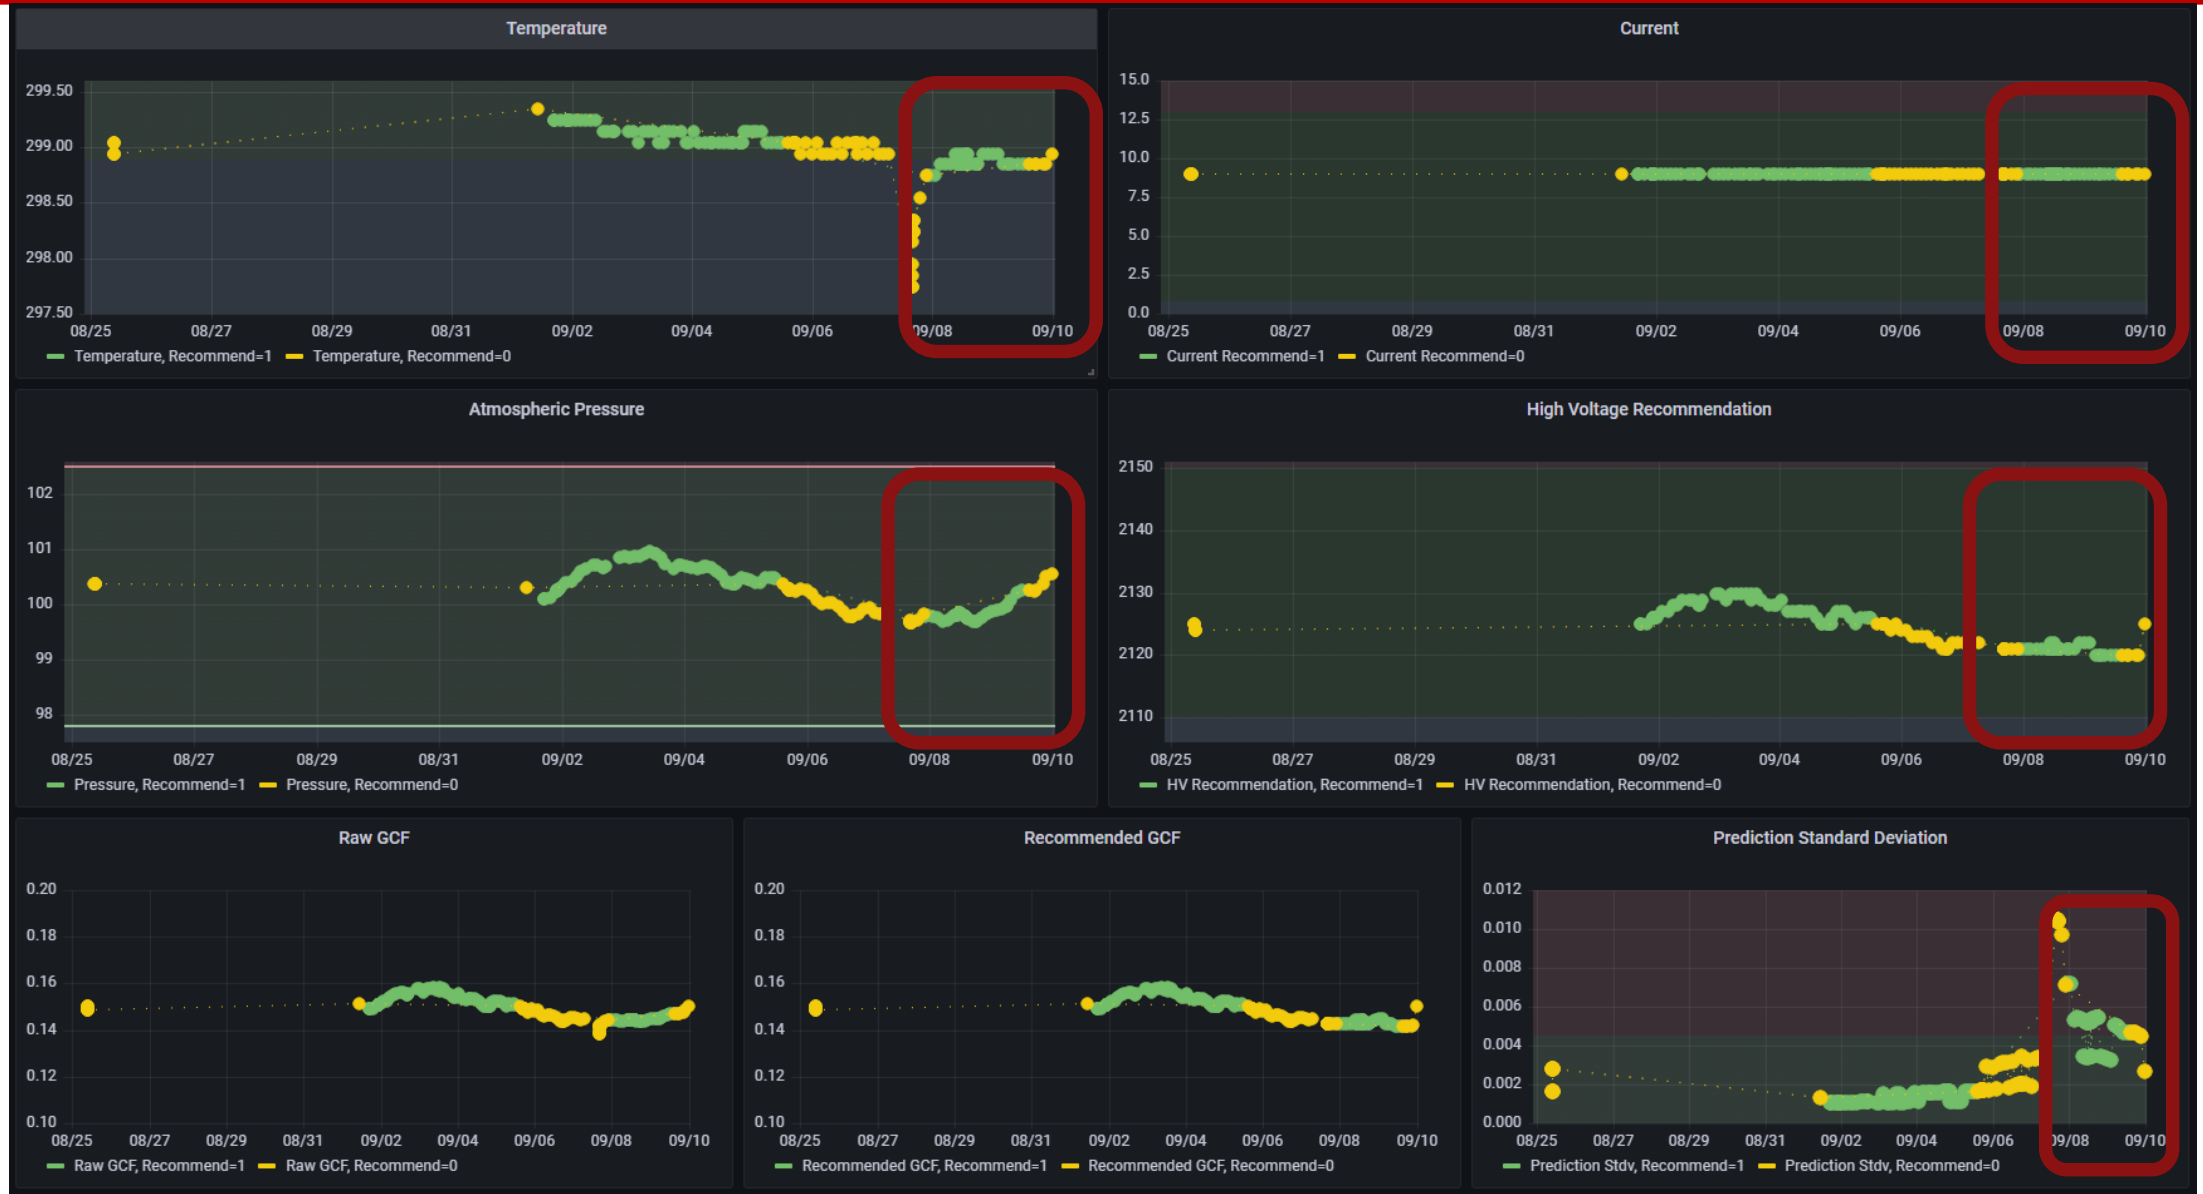 Temperature
299.50
299.00
298.50
298.00
297.50
08/25 08/27 08/29 08/31 09/02 09/04 09/06 09/08 09/10
Temperature, Recommend=1 Temperature, Recommend=0
Current
15.0
12.5
10.0
7.5
5.0
2.5
0.0
08/25 08/27 08/29 08/31 09/02 09/04 09/06 09/08 09/10
Current Recommend=1 Current Recommend=0
Atmospheric Pressure
102
101
100
99
98
08/25 08/27 08/29 08/31 09/02 09/04 09/06 09/08 09/10
Pressure, Recommend=1 Pressure, Recommend=0
High Voltage Recommendation
2150
2140
2130
2120
2110
08/25 08/27 08/29 08/31 09/02 09/04 09/06 09/08 09/10
HV Recommendation, Recommend=1 HV Recommendation, Recommend=0
Raw GCF
0.20
0.18
0.16
0.14
0.12
0.10
08/25 08/27 08/29 08/31 09/02 09/04 09/06 09/08 09/10
Raw GCF, Recommend=1 Raw GCF, Recommend=0
Recommended GCF
0.20
0.18
0.16
0.14
0.12
0.10
08/25 08/27 08/29 08/31 09/02 09/04 09/06 09/08 09/10
Recommended GCF, Recommend=1 Recommended GCF, Recommend=0
Prediction Standard Deviation
0.012
0.010
0.008
0.006
0.004
0.002
0.000
08/25 08/27 08/29 08/31 09/02 09/04 09/06 09/08 09/10
Prediction Stdv, Recommend=1 Prediction Stdv, Recommend=0